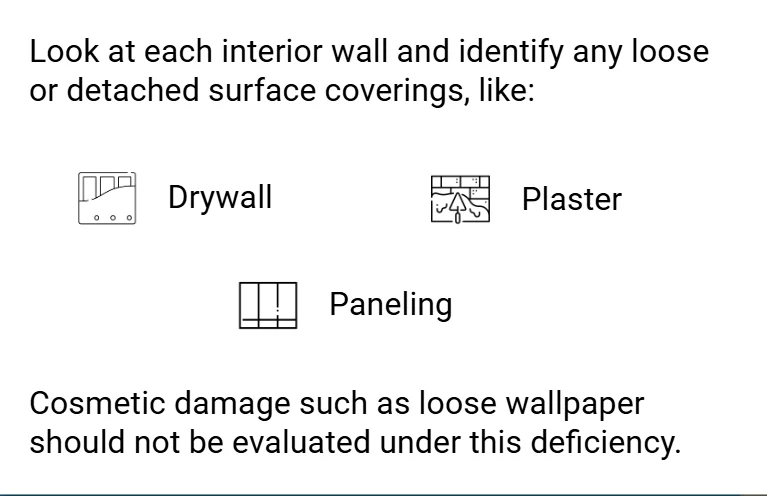 Look at each interior wall and identify any loose
or detached surface coverings, like:
Drywall
Plaster
Paneling
Cosmetic damage such as loose wallpaper
should not be evaluated under this deficiency.